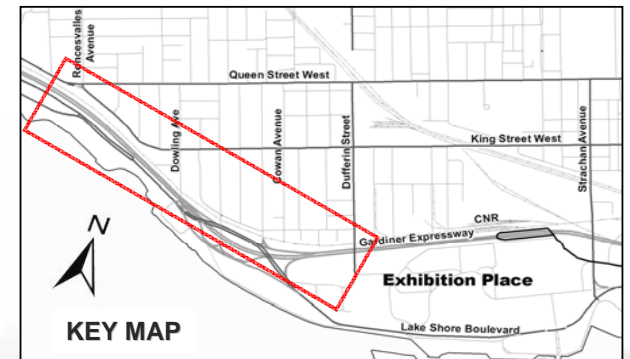 Roncesvalles
Avenue
Queen Street West
Dowling Ave
Cowan Avenue
Dufferin Street
King Street West
Strachan Avenue
CNR
Gardiner Expressway
N
Exhibition Place
KEY MAP
Lake Shore Boulevard